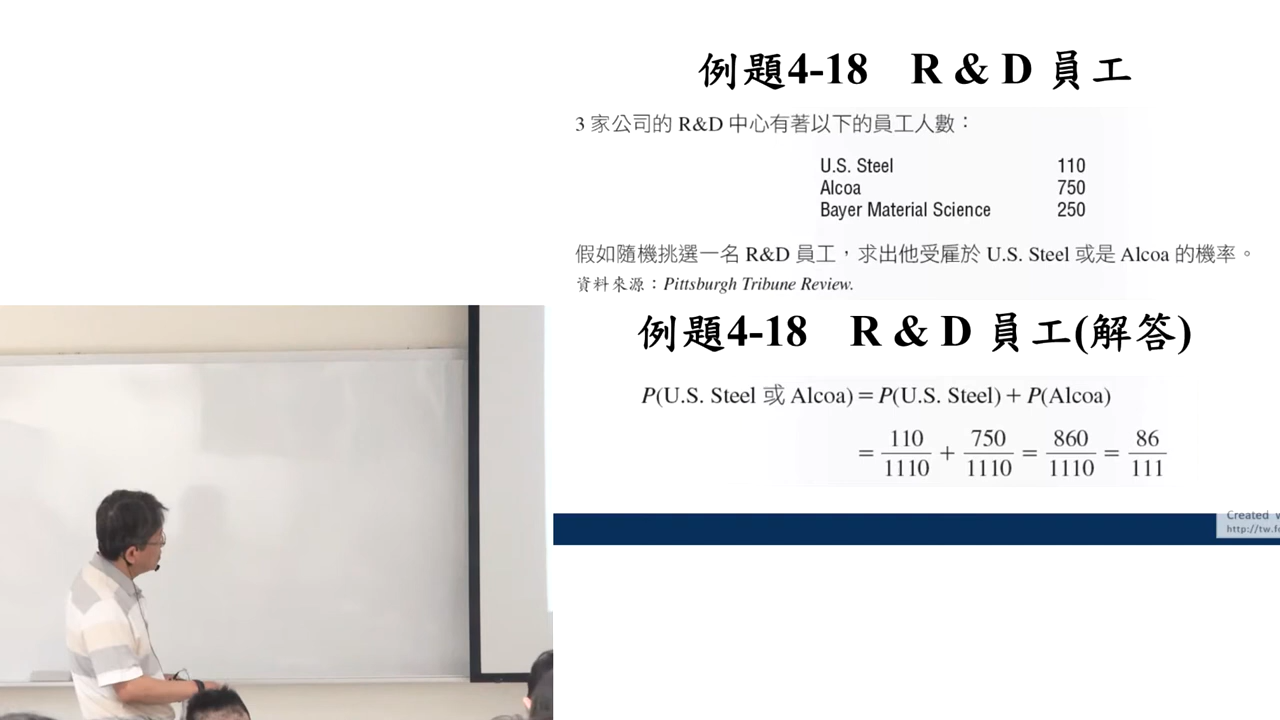 例題4-18 R & D 員工
3 家公司的 R&D 中心有著以下的員工人數：
U.S. Steel 110
Alcoa 750
Bayer Material Science 250
假如隨機挑選一名 R&D 員工，求出他受雇於 U.S. Steel 或是 Alcoa 的機率。
資料來源：Pittsburgh Tribune Review.
例題4-18 R & D 員工(解答)
P(U.S. Steel 或 Alcoa) = P(U.S. Steel) + P(Alcoa)
= 110/1110 + 750/1110 = 860/1110 = 86/111
Created
http://tw.f